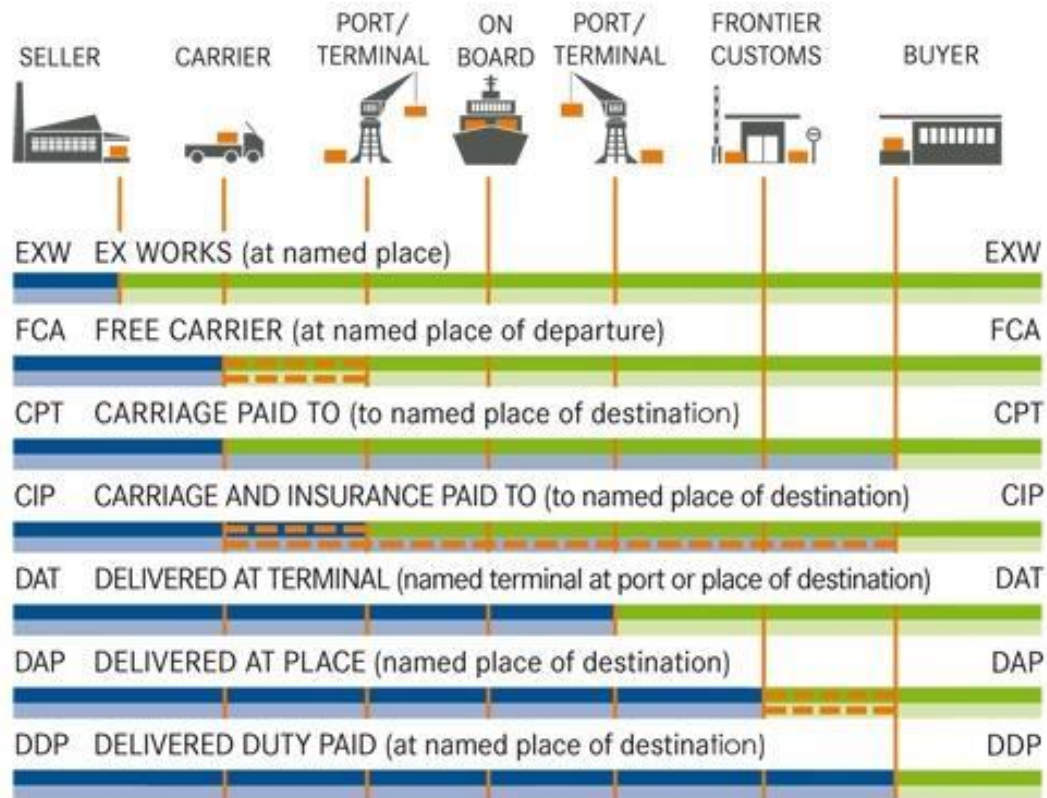 SELLER
CARRIER
PORT/
TERMINAL
ON
BOARD
PORT/
TERMINAL
FRONTIER
CUSTOMS
BUYER
EXW EX WORKS (at named place) EXW
FCA FREE CARRIER (at named place of departure) FCA
CPT CARRIAGE PAID TO (to named place of destination) CPT
CIP CARRIAGE AND INSURANCE PAID TO (to named place of destination) CIP
DAT DELIVERED AT TERMINAL (named terminal at port or place of destination) DAT
DAP DELIVERED AT PLACE (named place of destination) DAP
DDP DELIVERED DUTY PAID (at named place of destination) DDP